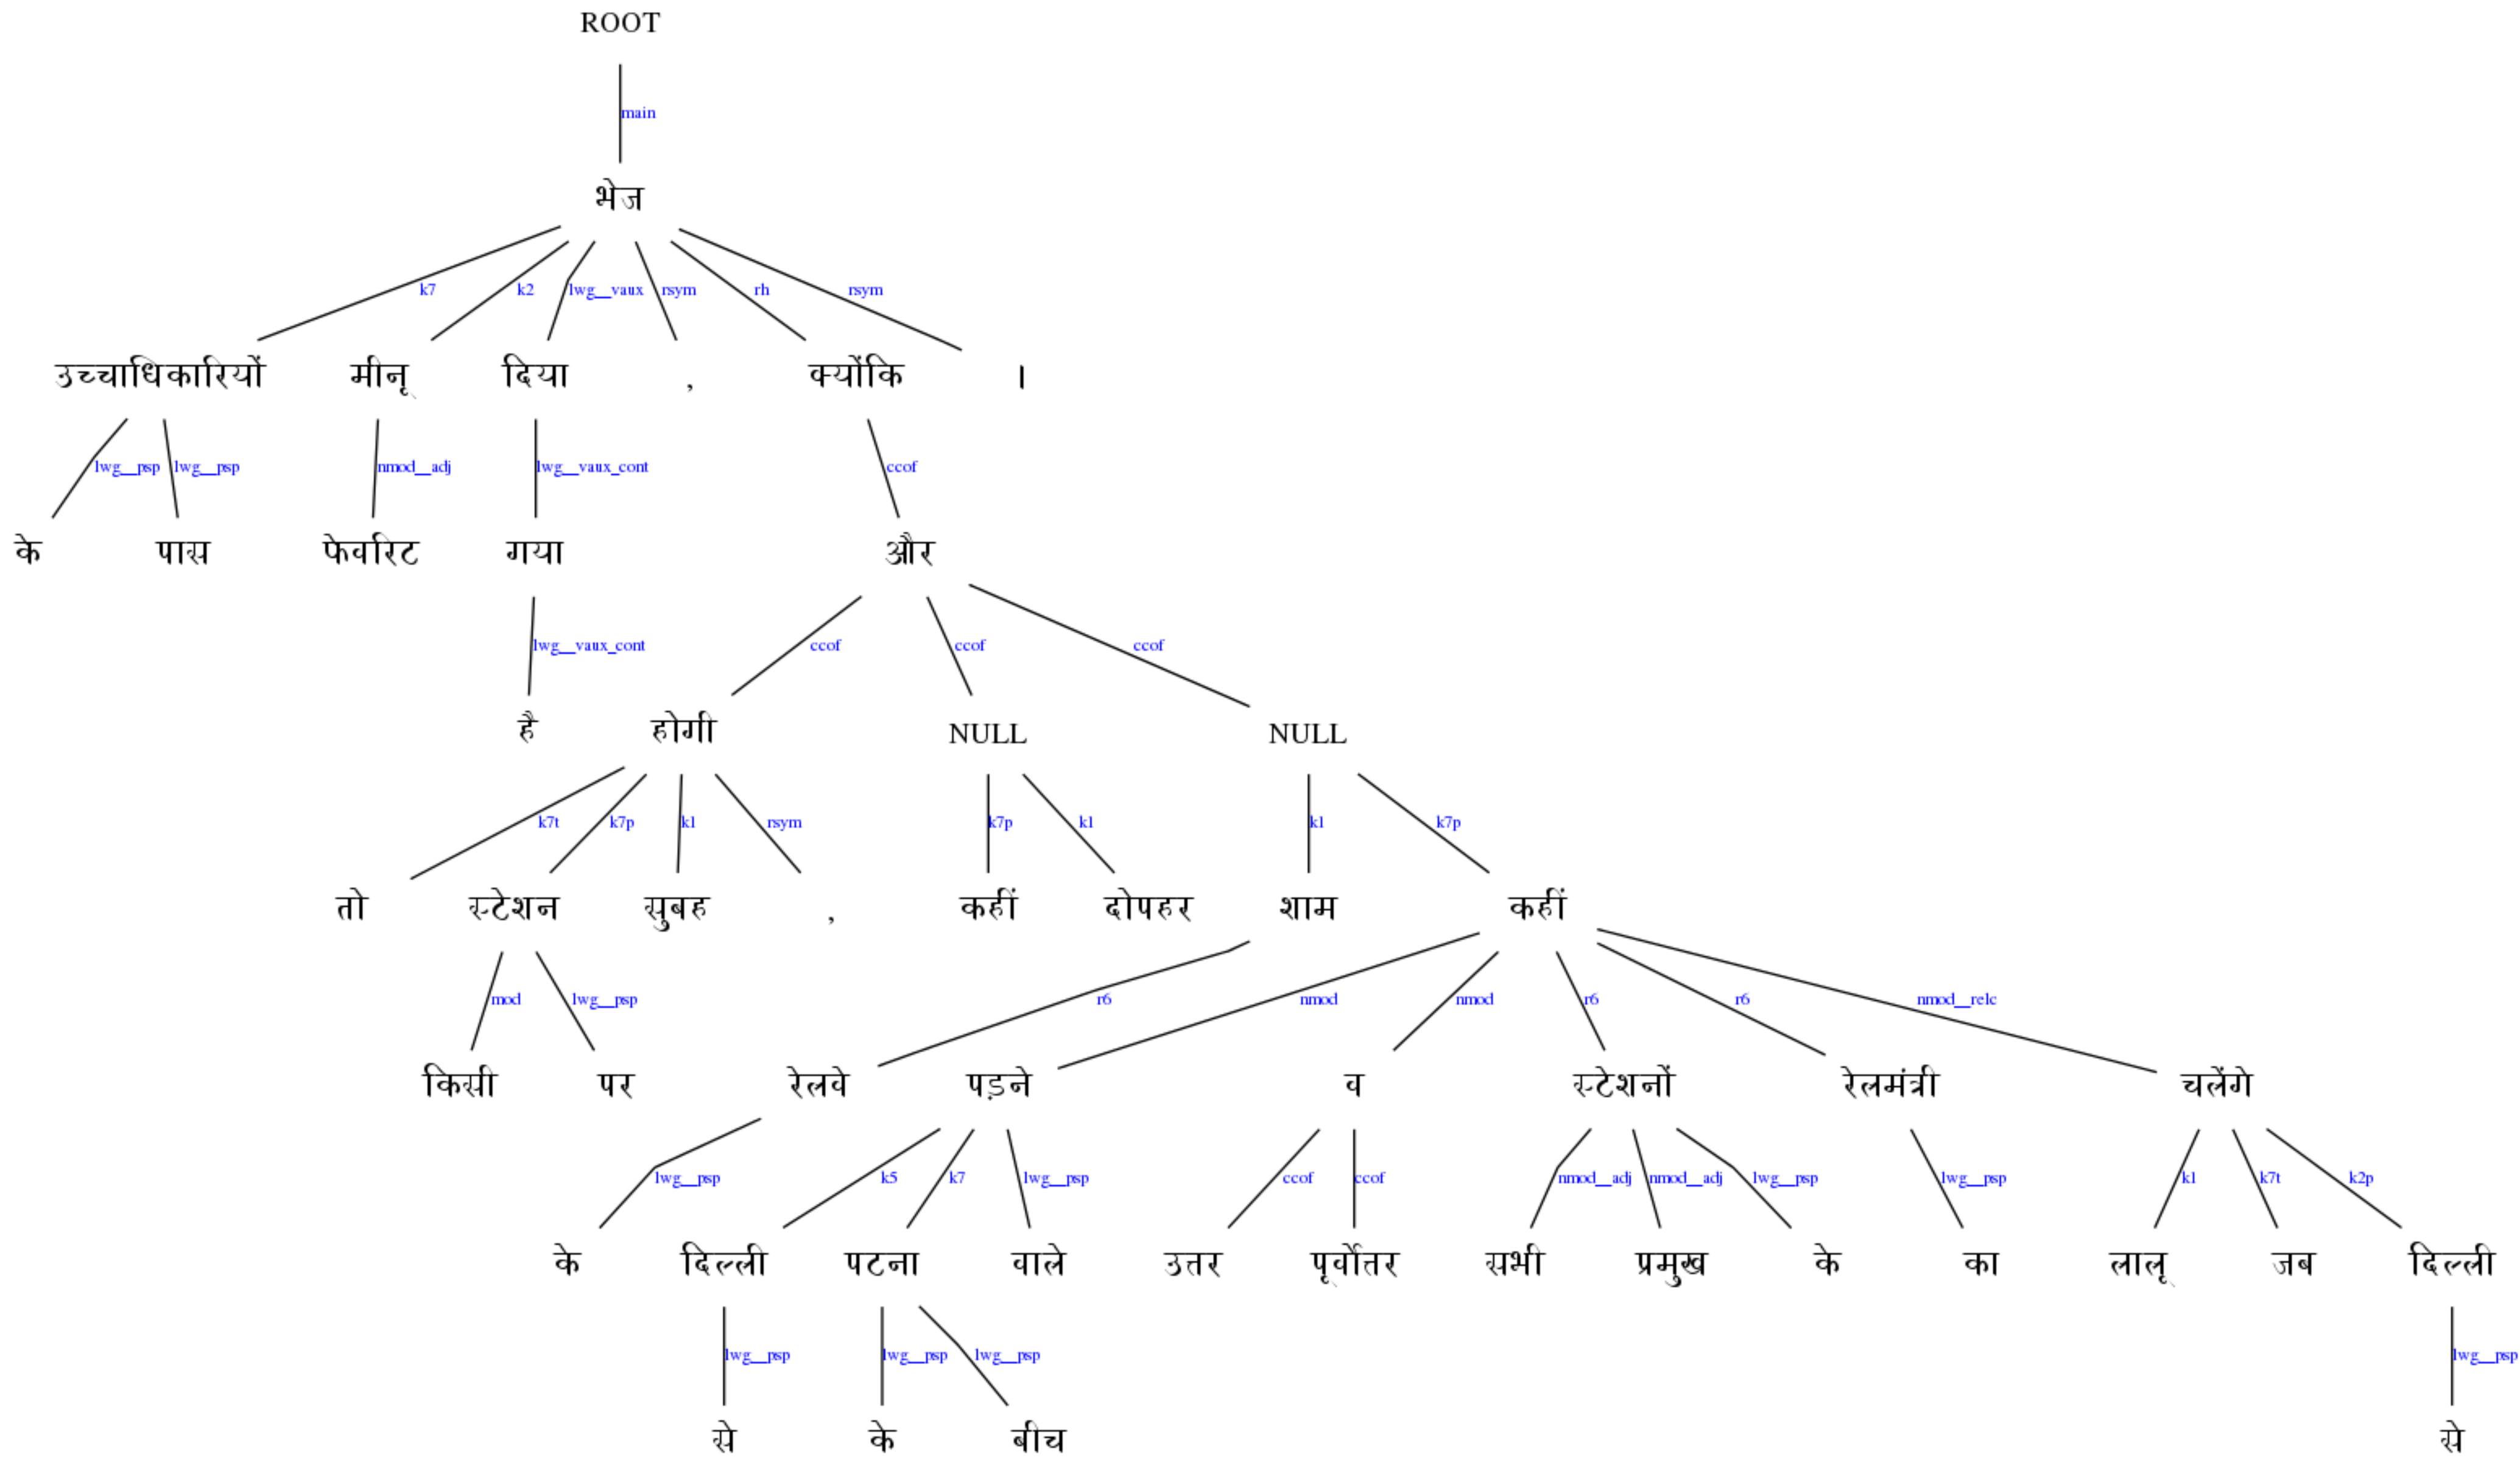 ROOT
main
भेज
k7 k2 lwg__vaux rsym rh rsym
उच्चाधिकारियों मीनू दिया , क्योंकि ।
lwg__psp lwg__psp nmod__adj lwg__vaux_cont ccof
के पास फेवरिट गया और
lwg__vaux_cont ccof ccof ccof
है होगी NULL NULL
k7t k7p k1 rsym k7p k1 k1 k7p
तो स्टेशन सुबह , कहीं दोपहर शाम कहीं
mod lwg__psp r6 nmod nmod r6 r6 nmod__relc
किसी पर रेलवे पड़ने व स्टेशनों रेलमंत्री चलेंगे
lwg__psp k5 k7 lwg__psp ccof ccof nmod__adj nmod__adj lwg__psp lwg__psp k1 k7t k2p
के दिल्ली पटना वाले उत्तर पूर्वोत्तर सभी प्रमुख के का लालू जब दिल्ली
lwg__psp lwg__psp lwg__psp lwg__psp
से के बीच से